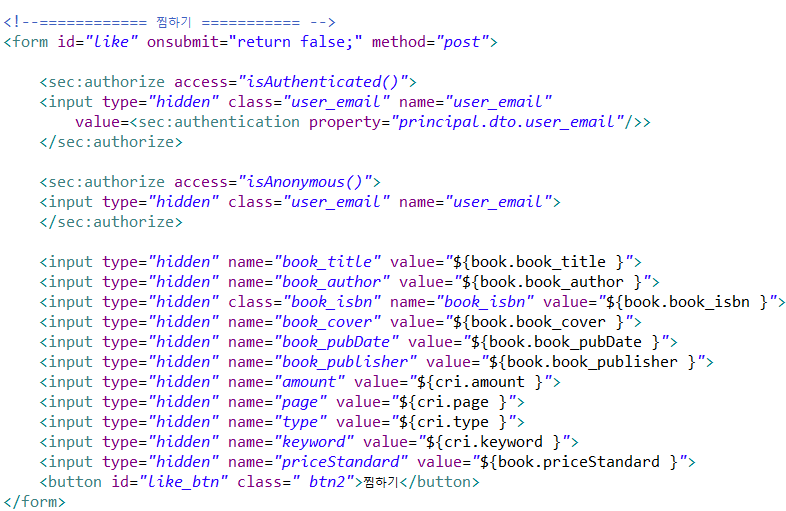 <!--============ 찜하기 =========== -->
<form id="like" onsubmit="return false;" method="post">
<sec:authorize access="isAuthenticated()">
<input type="hidden" class="user_email" name="user_email"
value=<sec:authentication property="principal.dto.user_email"/>>
</sec:authorize>
<sec:authorize access="isAnonymous()">
<input type="hidden" class="user_email" name="user_email">
</sec:authorize>
<input type="hidden" name="book_title" value="${book.book_title }">
<input type="hidden" name="book_author" value="${book.book_author }">
<input type="hidden" class="book_isbn" name="book_isbn" value="${book.book_isbn }">
<input type="hidden" name="book_cover" value="${book.book_cover }">
<input type="hidden" name="book_pubDate" value="${book.book_pubDate }">
<input type="hidden" name="book_publisher" value="${book.book_publisher }">
<input type="hidden" name="amount" value="${cri.amount }">
<input type="hidden" name="page" value="${cri.page }">
<input type="hidden" name="type" value="${cri.type }">
<input type="hidden" name="keyword" value="${cri.keyword }">
<input type="hidden" name="priceStandard" value="${book.priceStandard }">
<button id="like_btn" class=" btn2">찜하기</button>
</form>